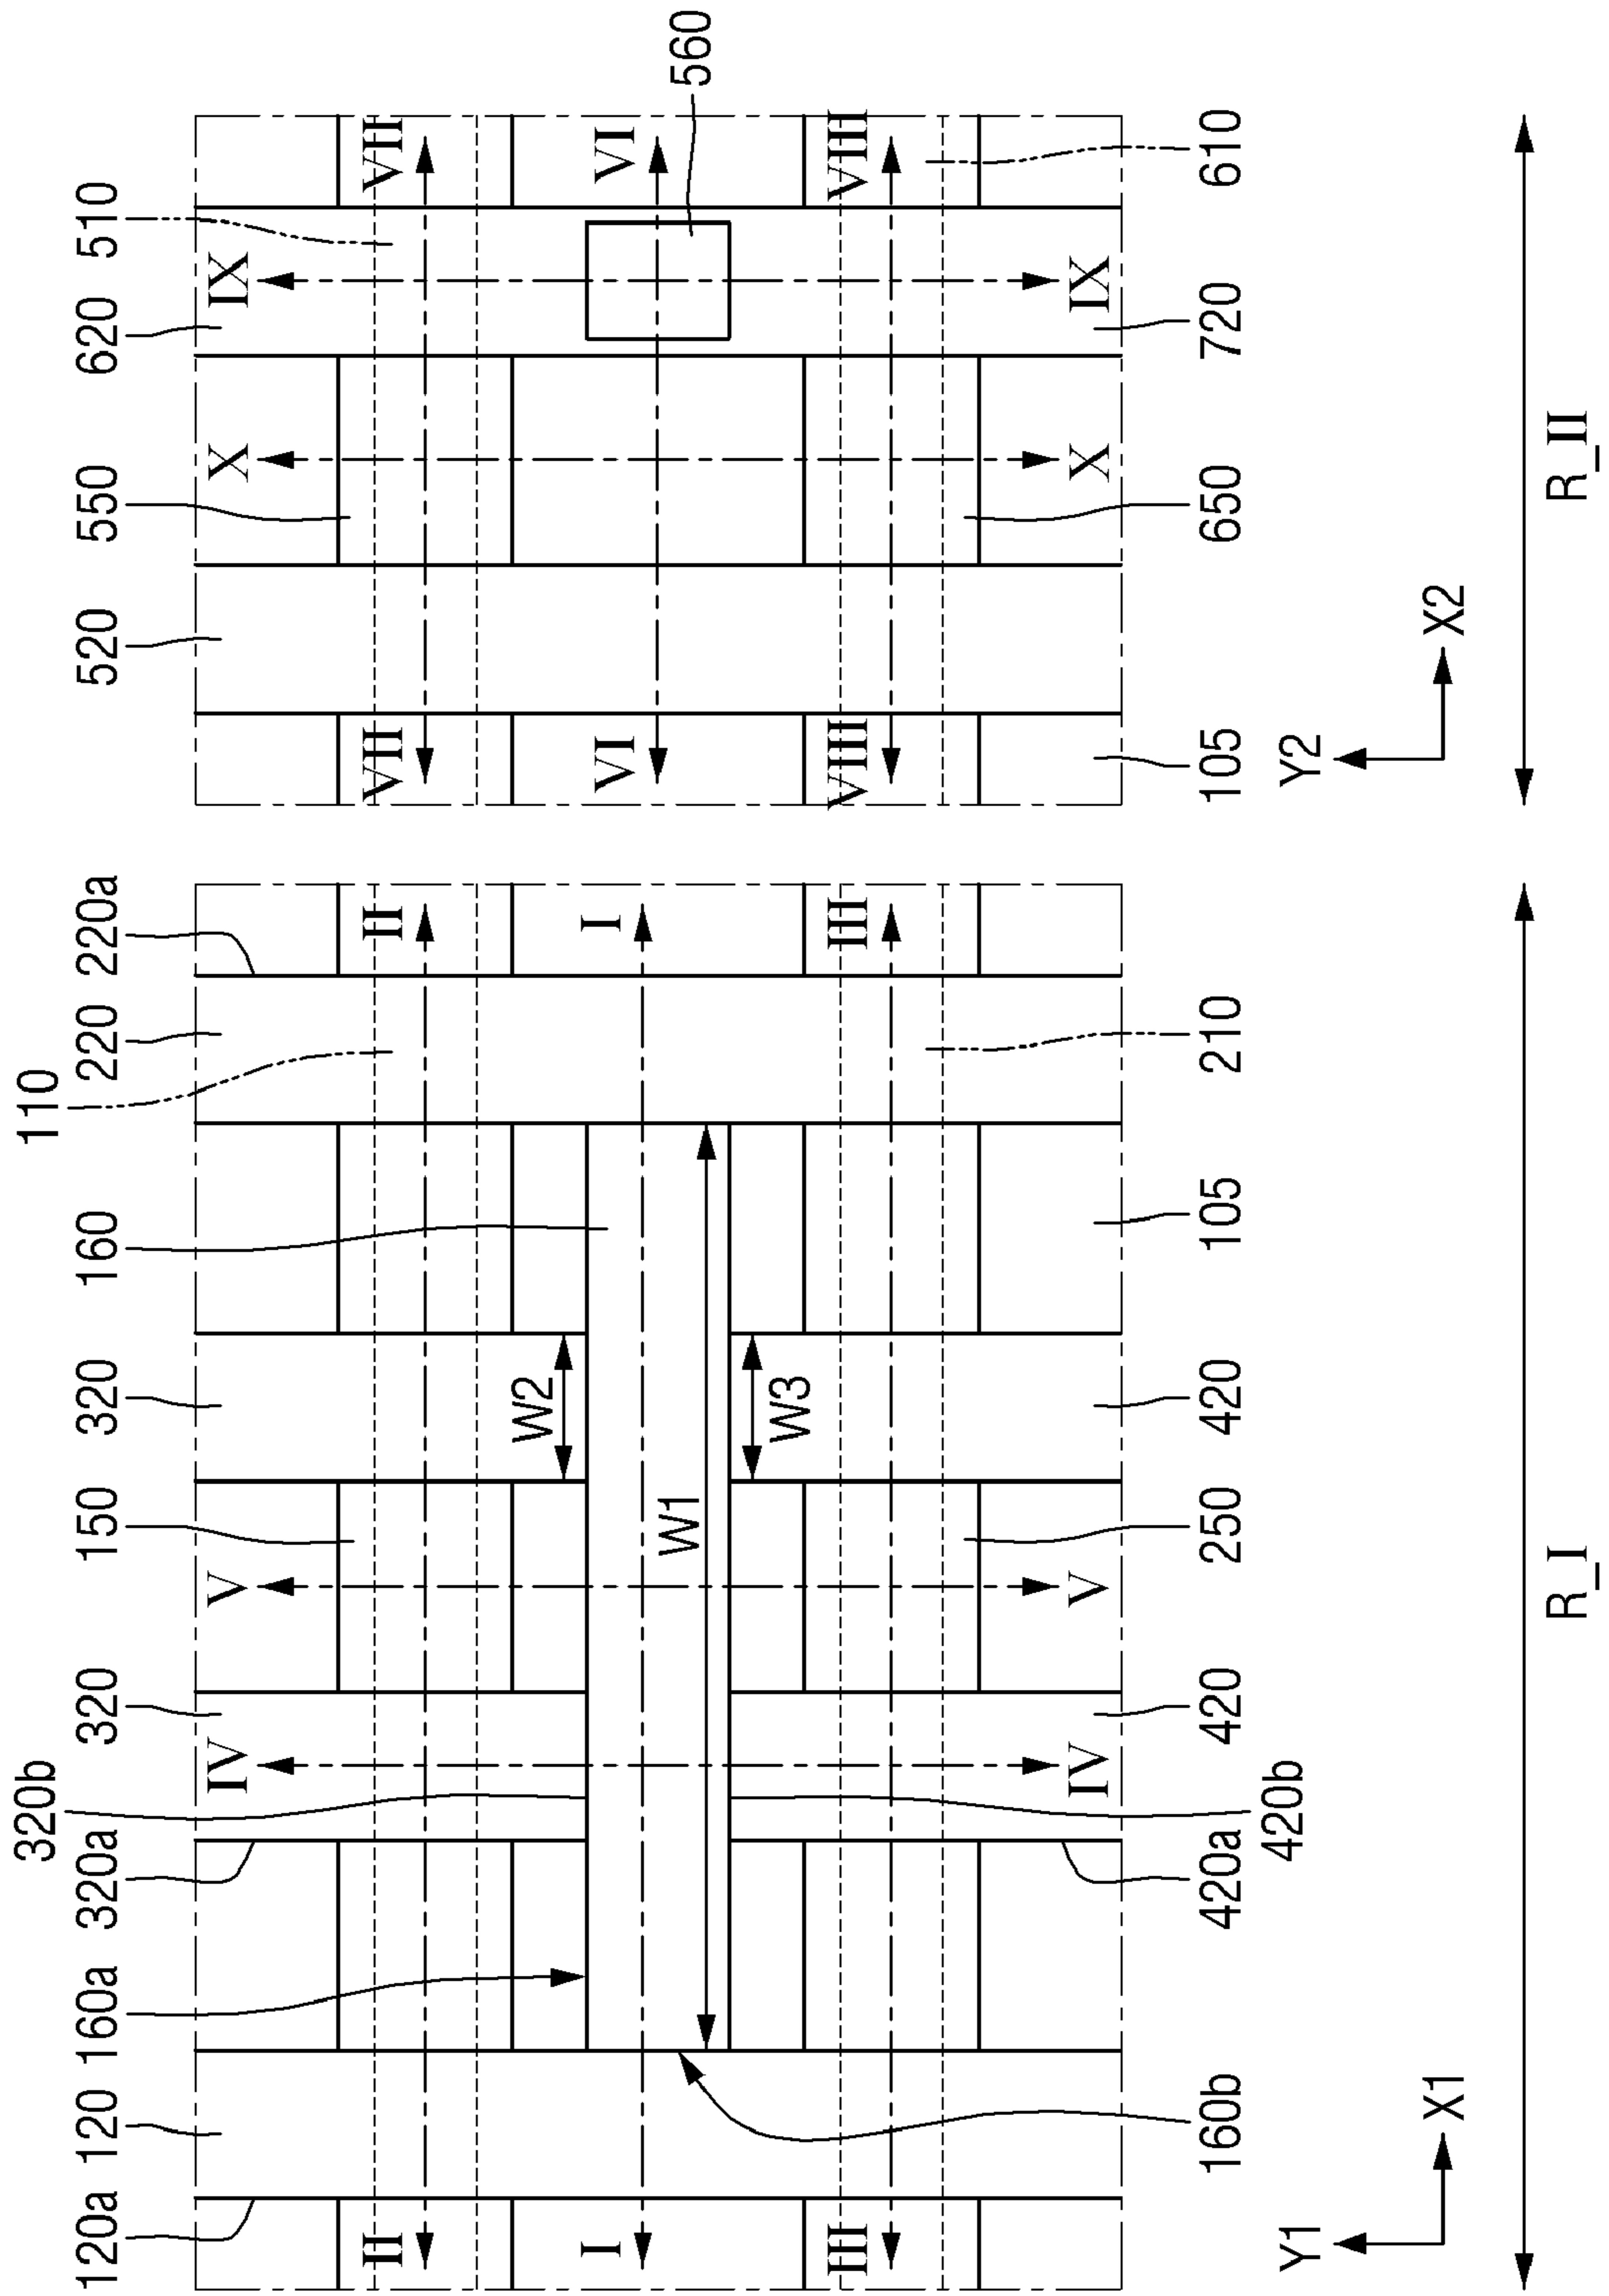 320b 110
120a 120 160a 320a 320 150 320 160 220 220a 520 550 620 510
IV V X IX
II II VII VII
W2
I I VI VI
W1 560
W3
III III VIII VIII
IV V X IX
160b 420a 420 250 420 105 210 105 650 720 610
420b
Y1 Y2
X1 X2
R_I R_II